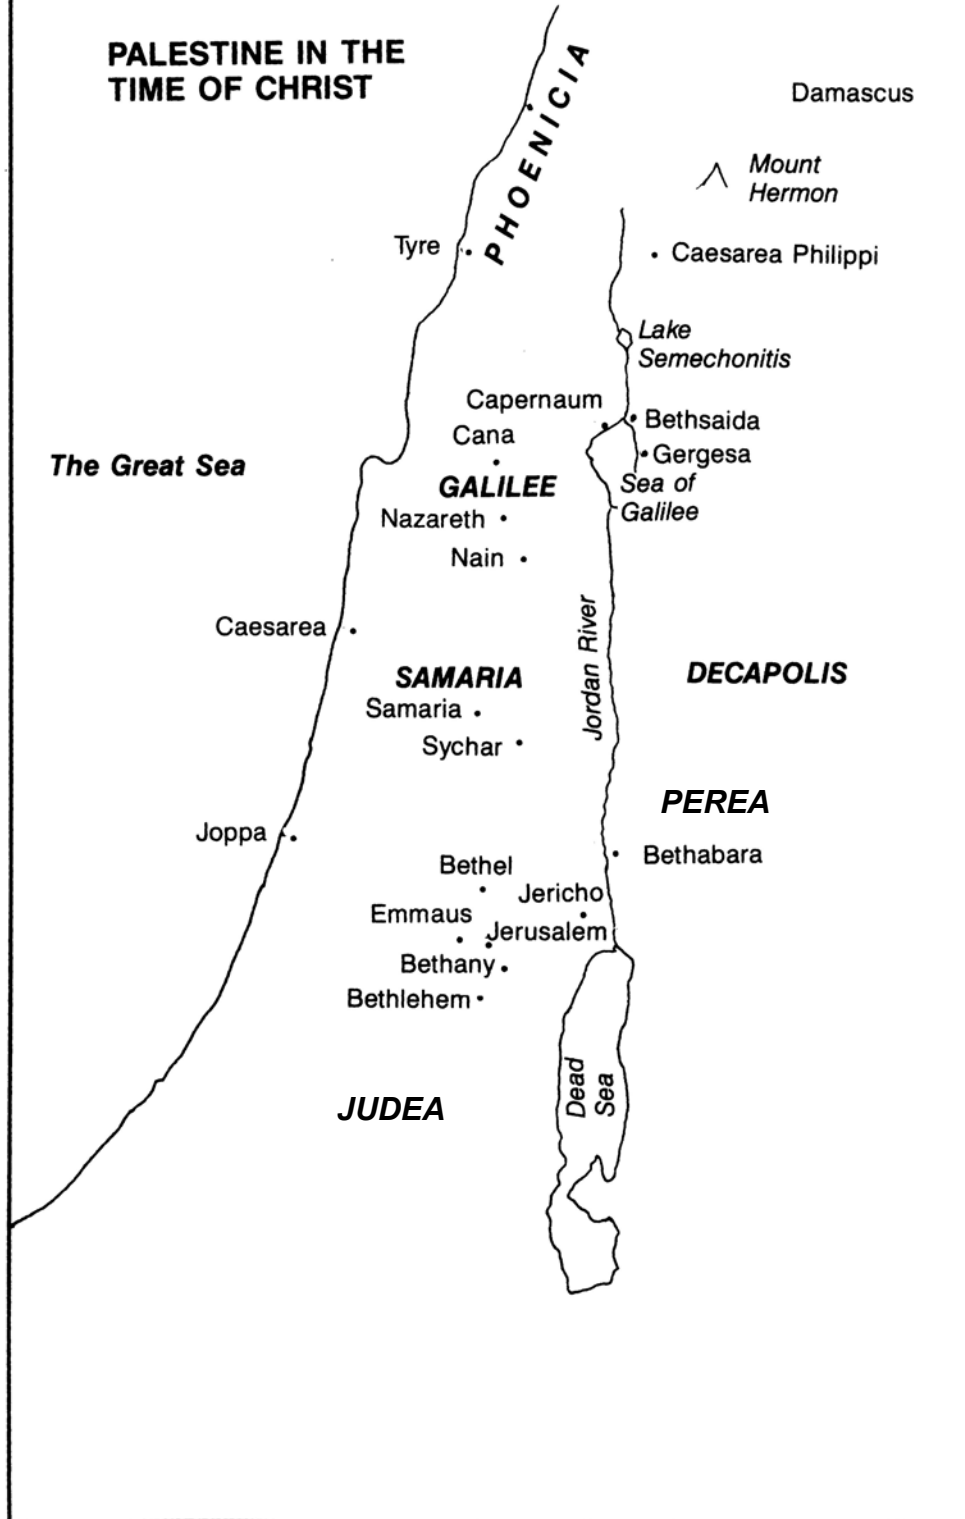 PALESTINE IN THE
TIME OF CHRIST
PHOENICIA
Damascus
Mount
Hermon
Tyre
Caesarea Philippi
Lake
Semechonitis
Capernaum
Bethsaida
Cana
Gergesa
The Great Sea
GALILEE
Sea of
Galilee
Nazareth
Nain
Caesarea
Jordan River
SAMARIA
DECAPOLIS
Samaria
Sychar
PEREA
Joppa
Bethabara
Bethel
Jericho
Emmaus
Jerusalem
Bethany
Bethlehem
Dead
Sea
JUDEA